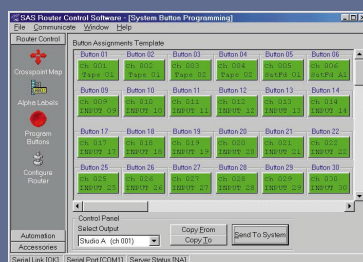 SAS Router Control Software - [System Button Programming]
File Communicate Window Help
Router Control
Crosspoint Map
Alpha Labels
Program Buttons
Configure Router
Automation
Accessories
Button Assignments Template
Button 01 Button 02 Button 03 Button 04 Button 05 Button 06
Ch 001 Ch 002 Ch 003 Ch 004 Ch 005 Ch 006
Tape 01 Tape 01 Tape 02 Tape 02 SatFd 01 SatFd A1
Button 09 Button 10 Button 11 Button 12 Button 13 Button 14
Ch 009 Ch 010 Ch 011 Ch 012 Ch 013 Ch 014
INPUT 09 INPUT 10 INPUT 11 INPUT 12 INPUT 13 INPUT 14
Button 17 Button 18 Button 19 Button 20 Button 21 Button 22
Ch 017 Ch 018 Ch 019 Ch 020 Ch 021 Ch 022
INPUT 17 INPUT 18 INPUT 19 INPUT 20 INPUT 21 INPUT 22
Button 25 Button 26 Button 27 Button 28 Button 29 Button 30
Ch 025 Ch 026 Ch 027 Ch 028 Ch 029 Ch 030
INPUT 25 INPUT 26 INPUT 27 INPUT 28 INPUT 29 INPUT 30
Control Panel
Select Output
Studio A (ch 001)
Copy From
Copy To
Send To System
Serial Link [OK] Serial Port [COM1] Server Status [NA]